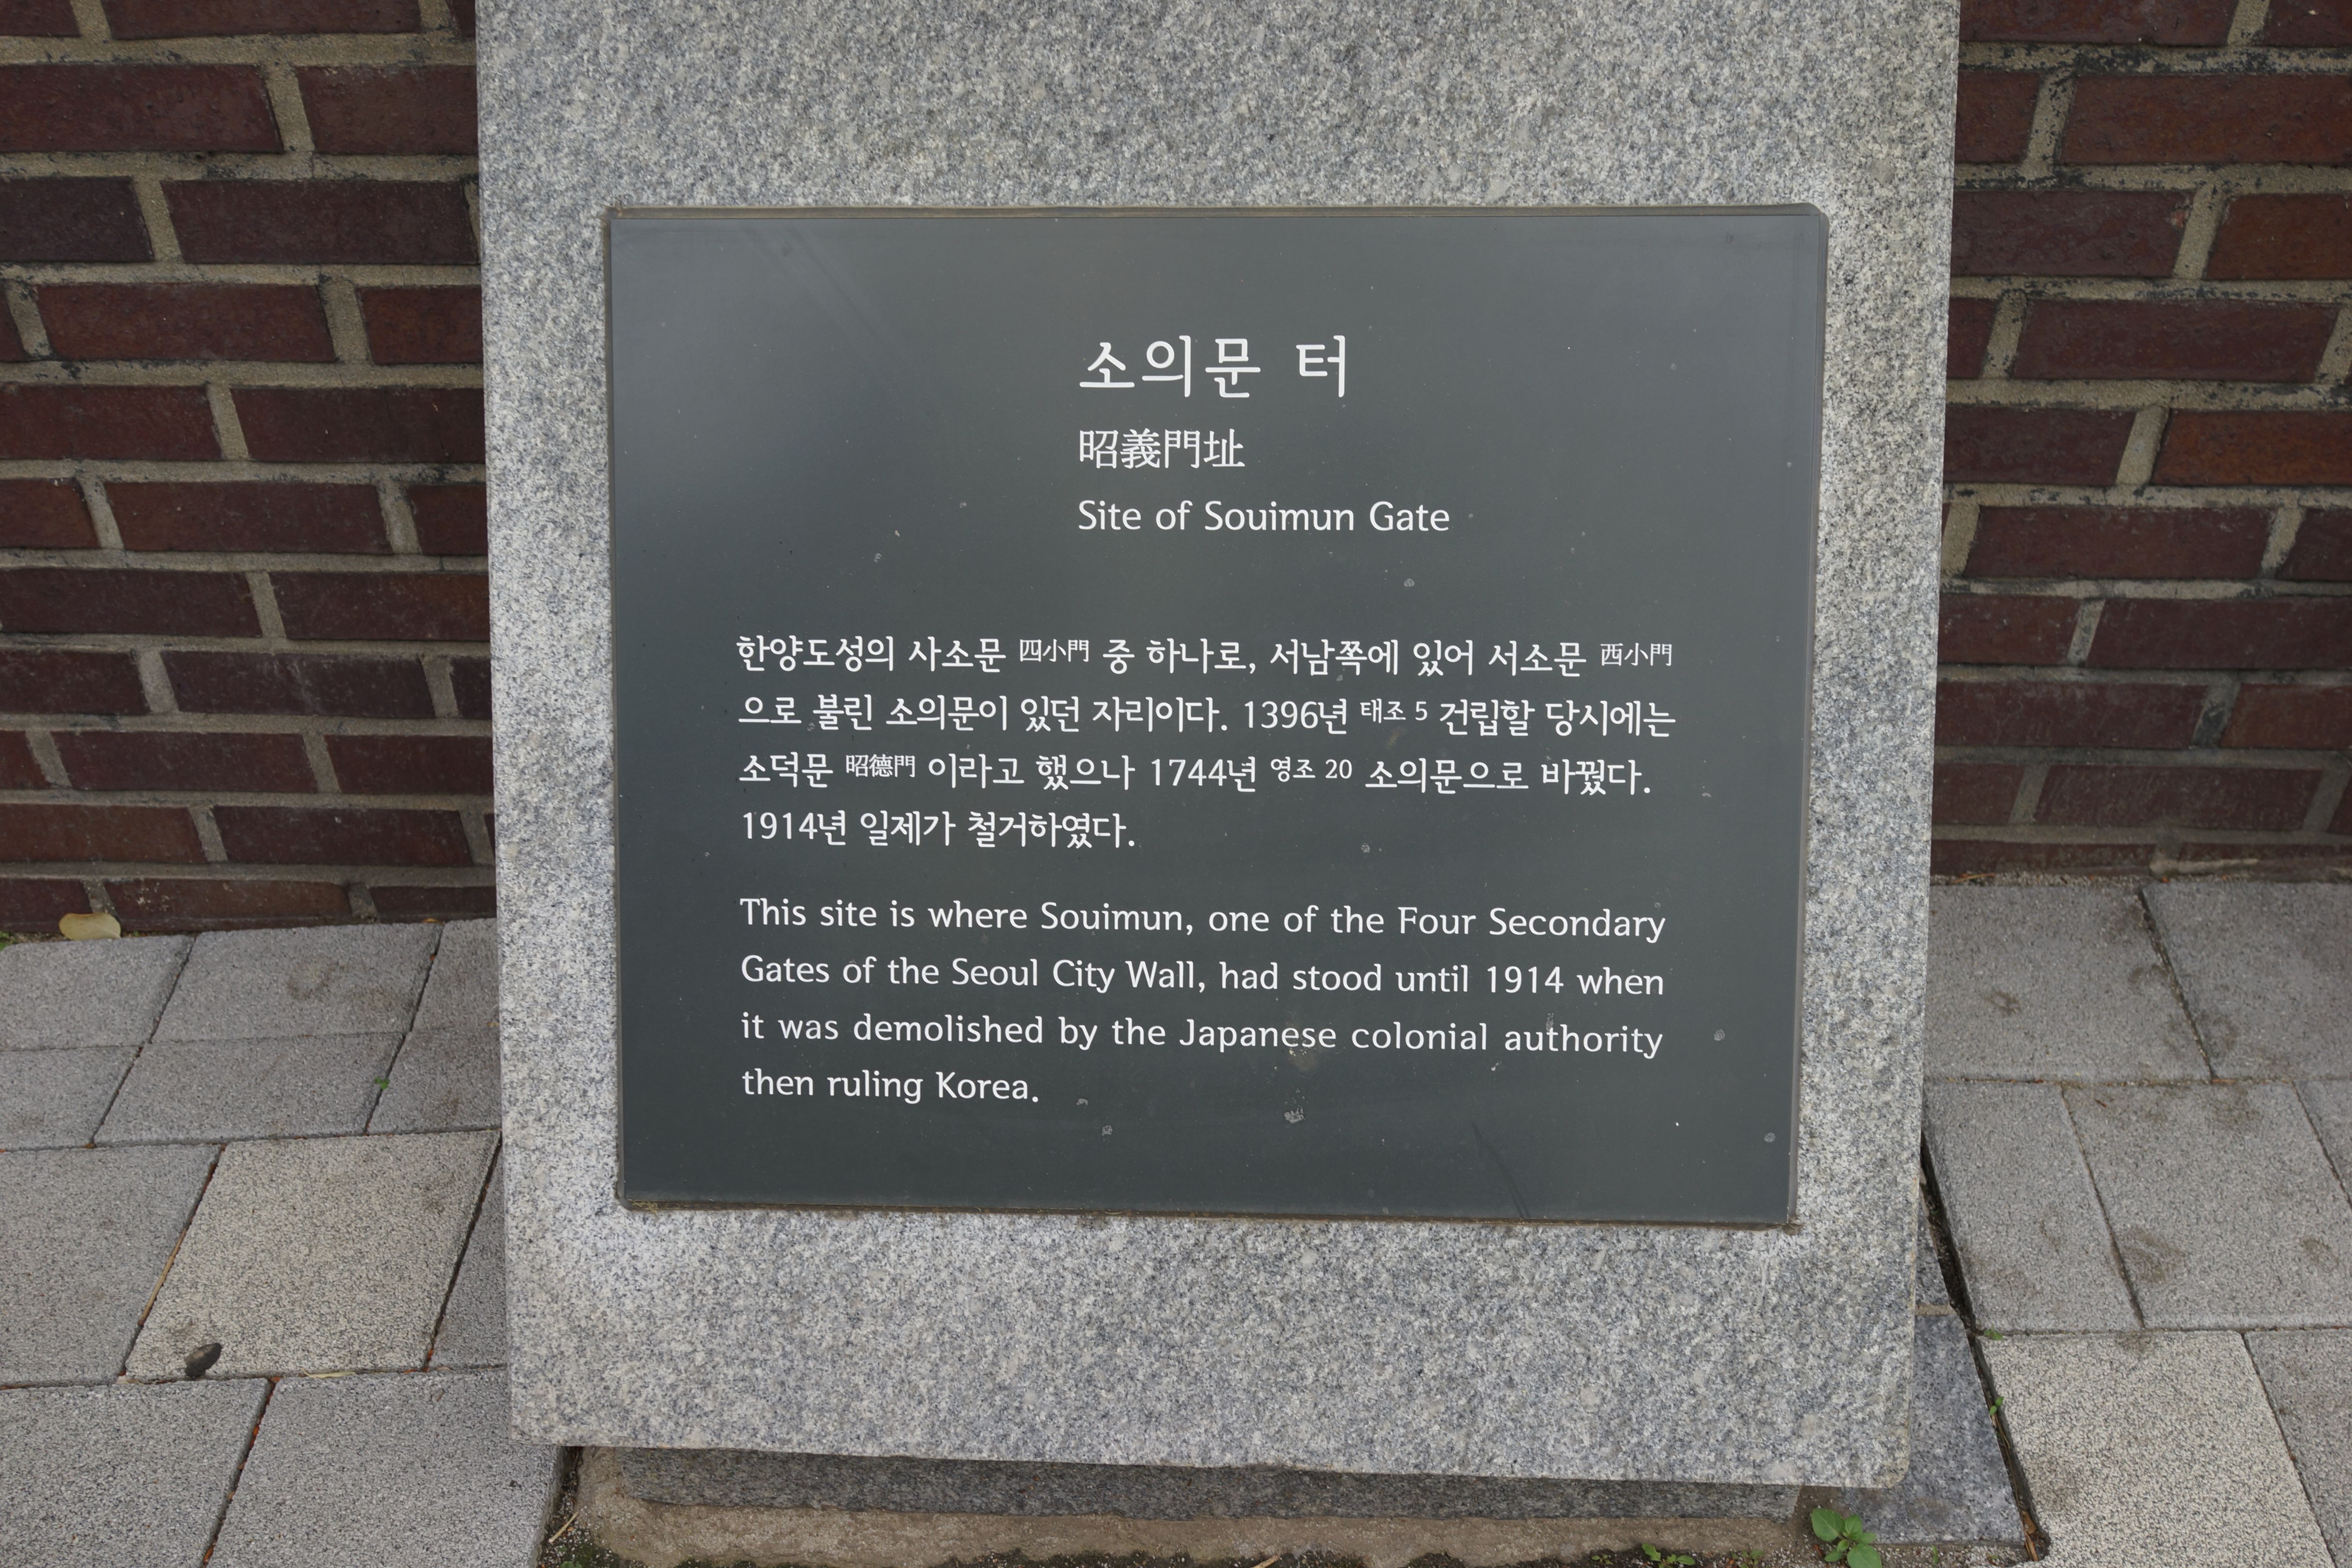 소의문 터
昭義門址
Site of Souimun Gate
한양도성의 사소문 四小門 중 하나로, 서남쪽에 있어 서소문 西小門
으로 불린 소의문이 있던 자리이다. 1396년 태조 5 건립할 당시에는
소덕문 昭德門 이라고 했으나 1744년 영조 20 소의문으로 바꿨다.
1914년 일제가 철거하였다.
This site is where Souimun, one of the Four Secondary
Gates of the Seoul City Wall, had stood until 1914 when
it was demolished by the Japanese colonial authority
then ruling Korea.